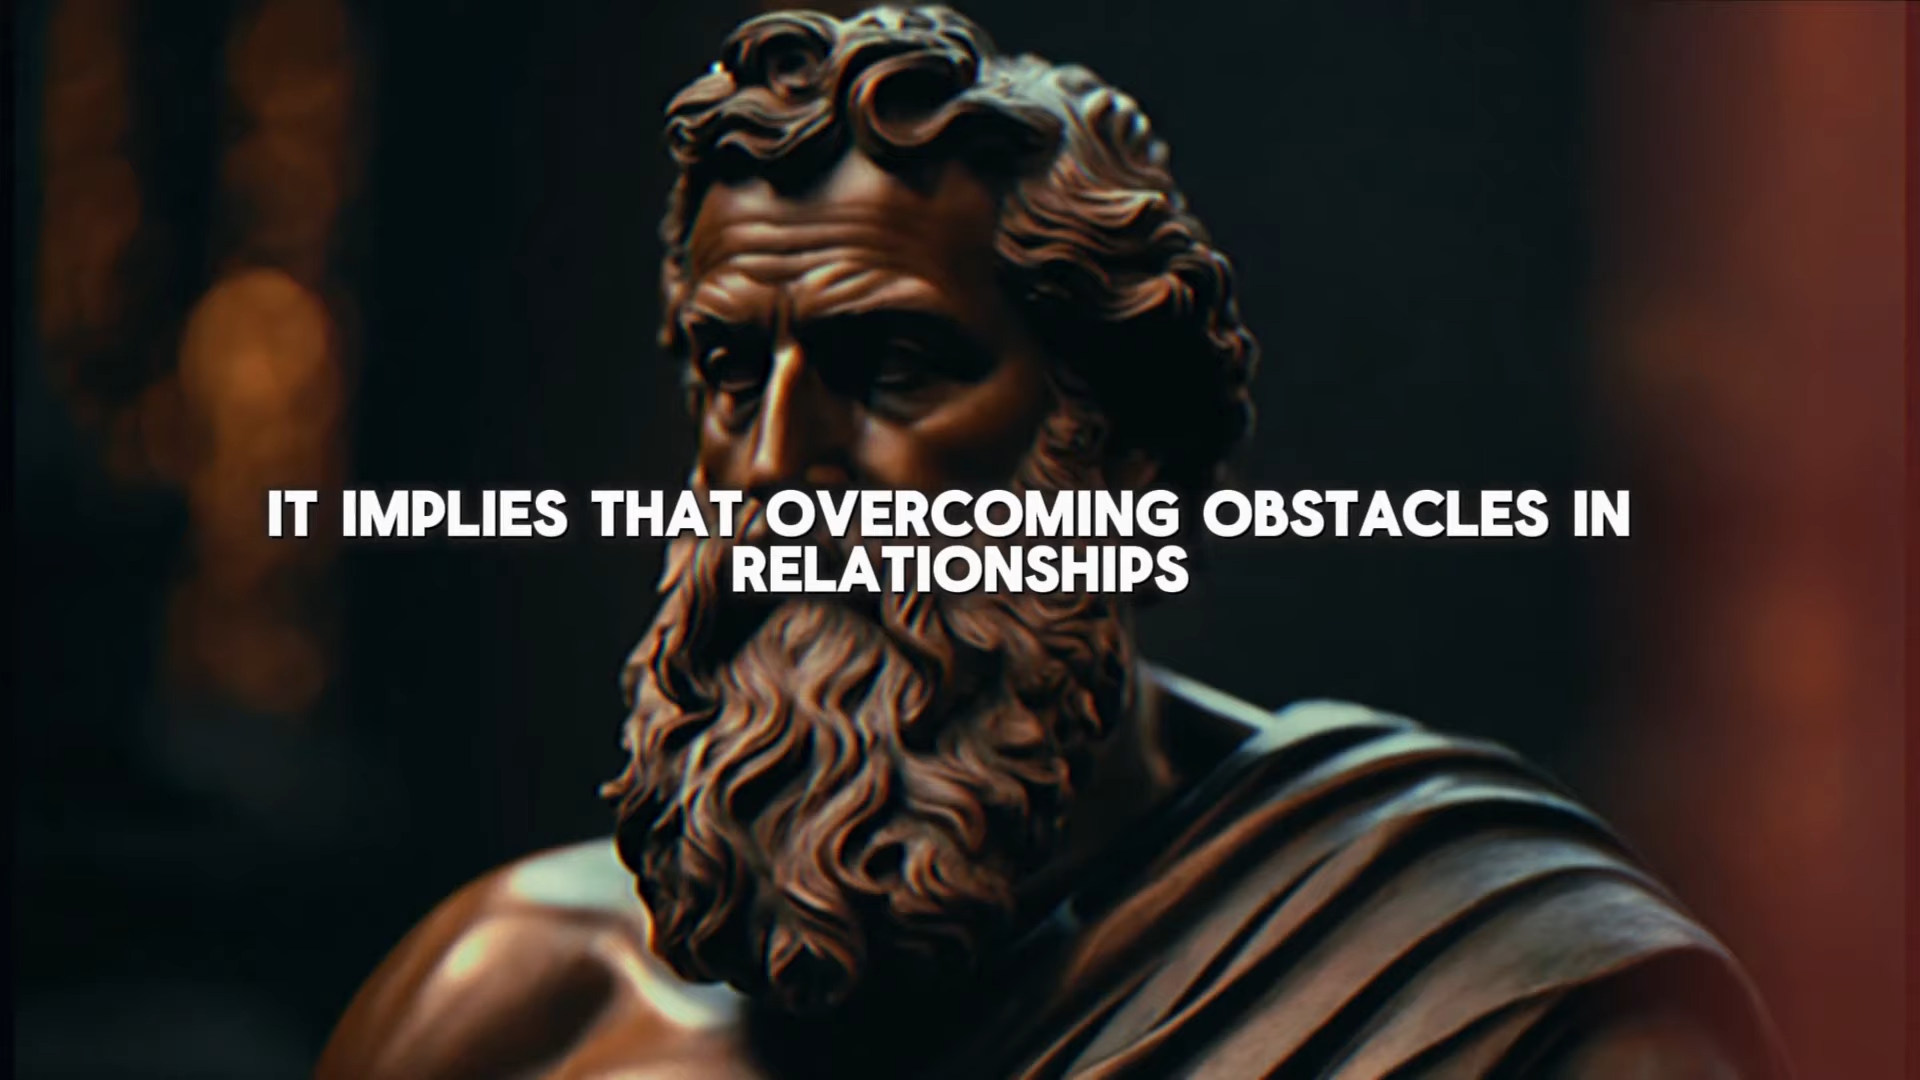 IT IMPLIES THAT OVERCOMING OBSTACLES IN
RELATIONSHIPS